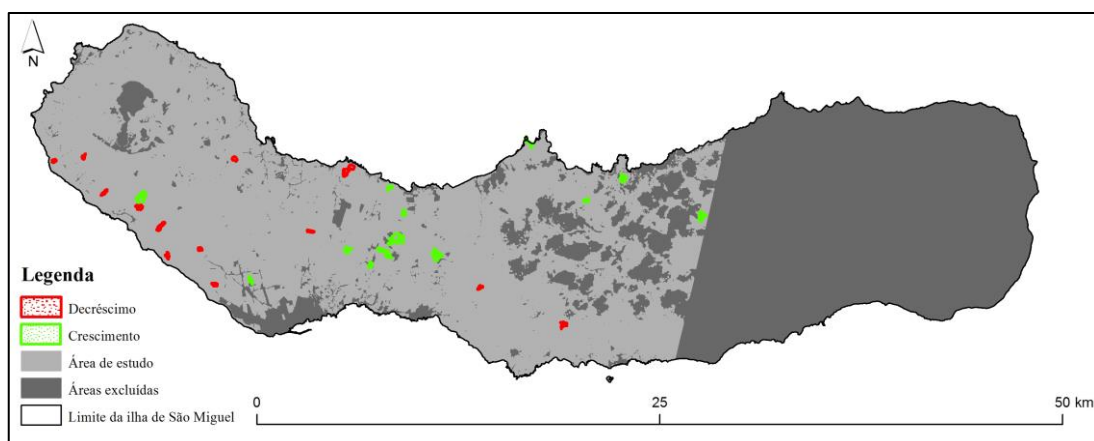 N
Legenda
Decréscimo
Crescimento
Área de estudo
Áreas excluídas
Limite da ilha de São Miguel
0 25 50 km